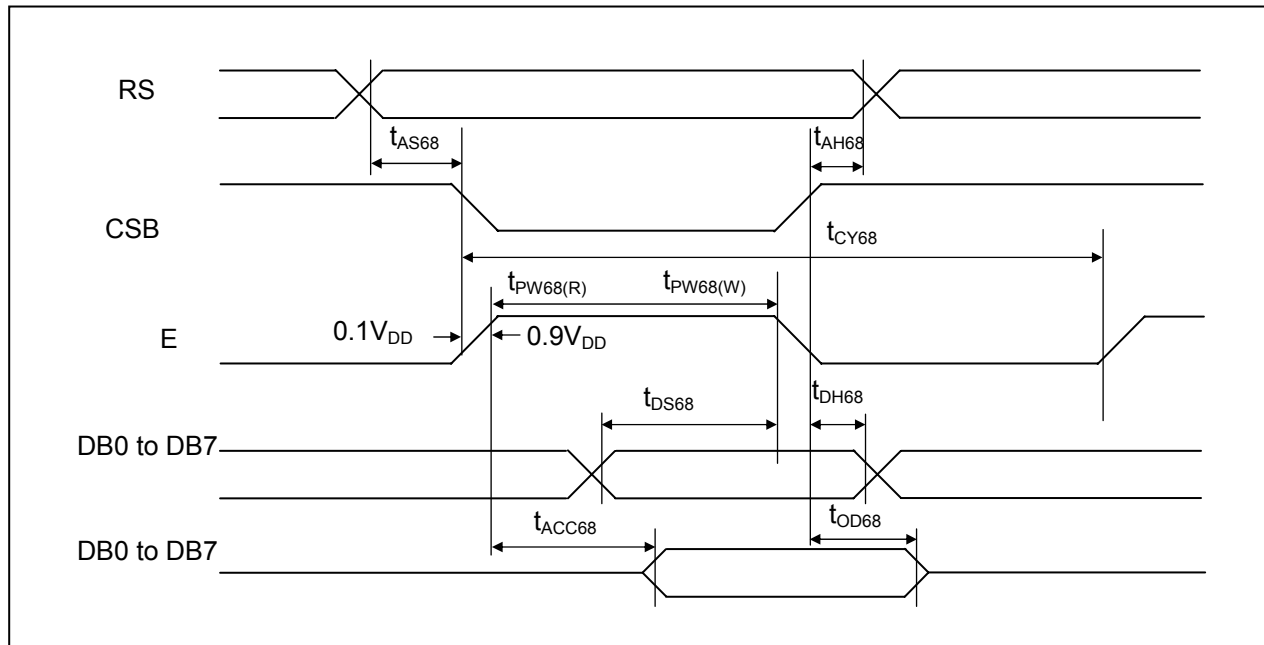 RS
tAS68
tAH68
CSB
tCY68
tPW68(R) tPW68(W)
E
0.1VDD
0.9VDD
tDS68
tDH68
DB0 to DB7
tACC68
tOD68
DB0 to DB7